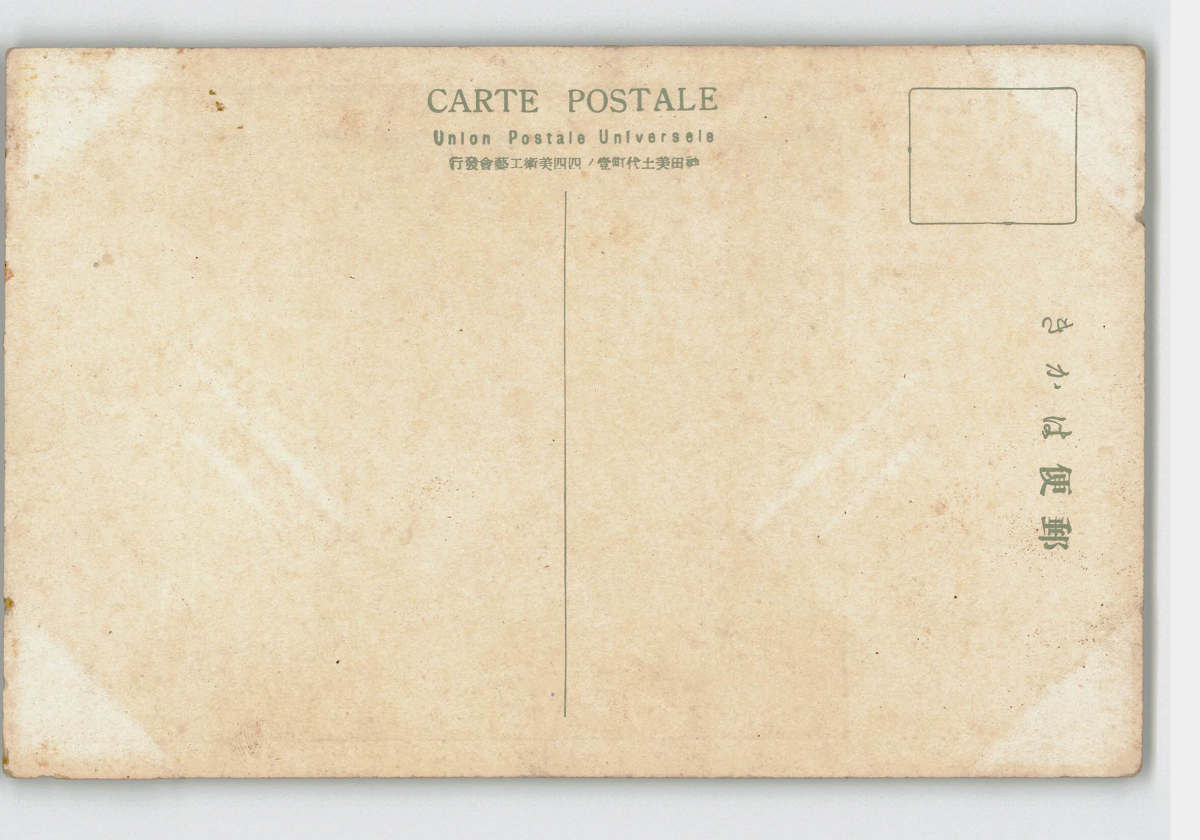 CARTE POSTALE
Union Postale Universele
神田美土代町壹ノ四四美術工藝會發行
郵便はかき